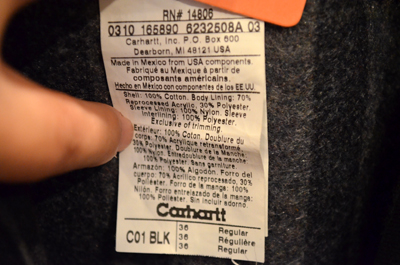 RN# 14806
0310 165890 6232508A 03
Carhartt, Inc. P.O. Box 600
Dearborn, MI 48121 USA
Made in Mexico from USA components.
Fabriqué au Mexique à partir de
composants américains.
Hecho en México con componentes de los EE UU.
Shell: 100% Cotton. Body Lining: 70%
Reprocessed Acrylic, 30% Polyester.
Sleeve Lining: 100% Nylon. Sleeve
interlining: 100% Polyester.
Exclusive of trimming.
Extérieur: 100% Coton. Doublure du
corps: 70% Acrylique retransformé,
30% Polyester. Doublure de la manche:
100% Nylon. Entredoublure de la manche:
100% Polyester. Sans garniture.
Armazón: 100% Algodón. Forro del
cuerpo: 70% Acrílico reprocesado, 30%
Poliéster. Forro de la manga: 100%
Nilón. Forro entretelado de la manga:
100% Poliéster. Sin incluir adorno
Carhartt
36 Regular
C01 BLK 36 Régulière
36 Regular